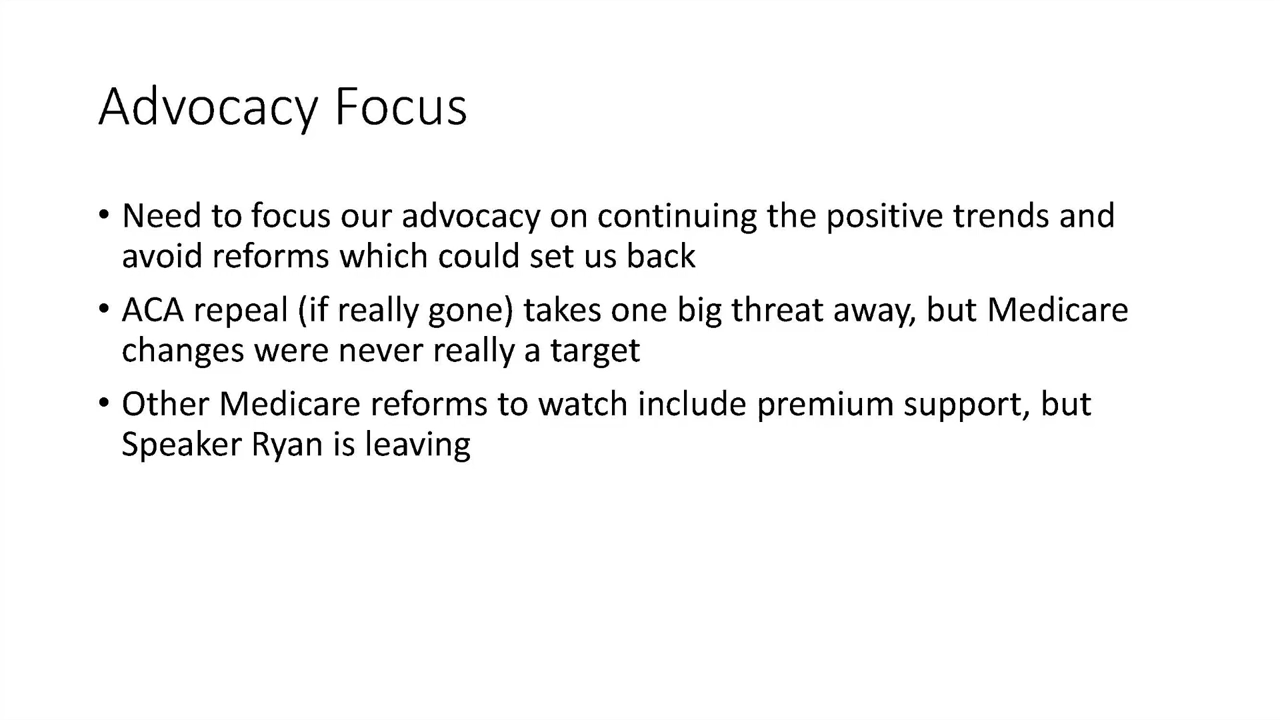 Advocacy Focus
• Need to focus our advocacy on continuing the positive trends and
avoid reforms which could set us back
• ACA repeal (if really gone) takes one big threat away, but Medicare
changes were never really a target
• Other Medicare reforms to watch include premium support, but
Speaker Ryan is leaving